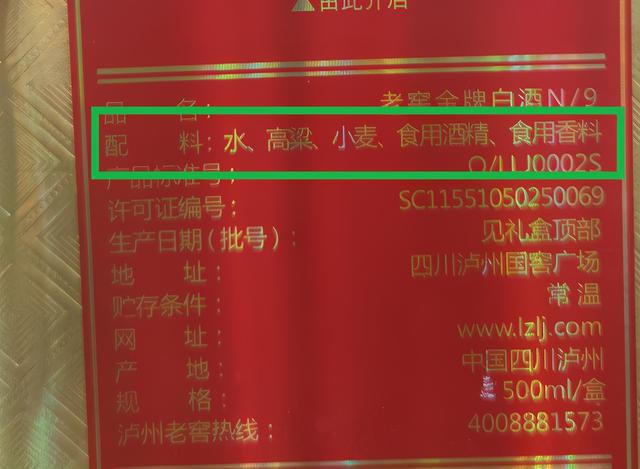 由此开启
品名：老窖金牌白酒N/9
配料：水、高粱、小麦、食用酒精、食用香料
产品标准号：Q/LLJ0002S
许可证编号：SC11551050250069
生产日期(批号)：见礼盒顶部
地址：四川泸州国窖广场
贮存条件：常温
网址：www.lzlj.com
产地：中国四川泸州
规格：500ml/盒
泸州老窖热线：4008881573